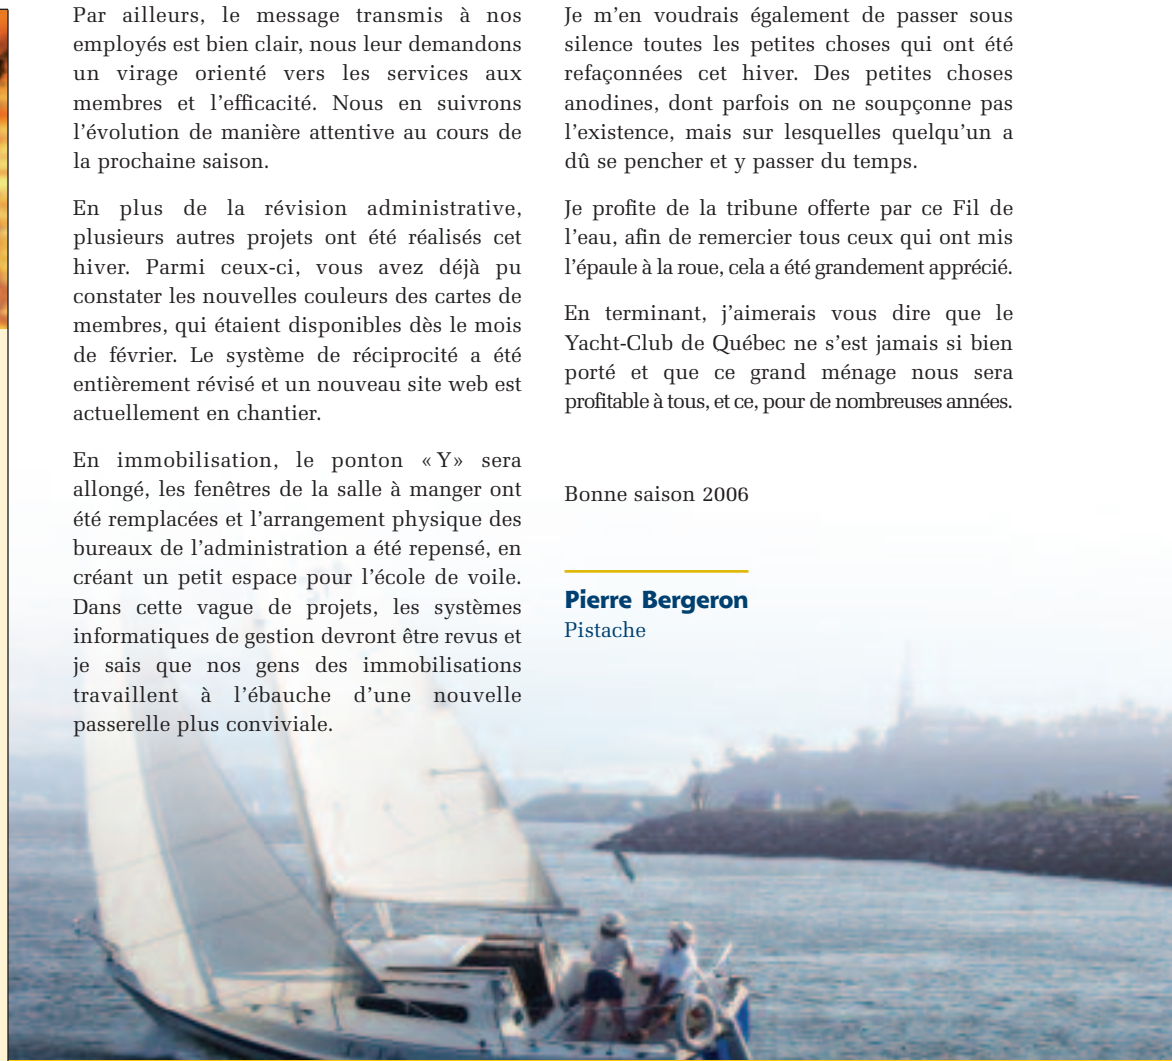 Par ailleurs, le message transmis à nos
employés est bien clair, nous leur demandons
un virage orienté vers les services aux
membres et l'efficacité. Nous en suivrons
l'évolution de manière attentive au cours de
la prochaine saison.
En plus de la révision administrative,
plusieurs autres projets ont été réalisés cet
hiver. Parmi ceux-ci, vous avez déjà pu
constater les nouvelles couleurs des cartes de
membres, qui étaient disponibles dès le mois
de février. Le système de réciprocité a été
entièrement révisé et un nouveau site web est
actuellement en chantier.
En immobilisation, le ponton « Y» sera
allongé, les fenêtres de la salle à manger ont
été remplacées et l'arrangement physique des
bureaux de l'administration a été repensé, en
créant un petit espace pour l'école de voile.
Dans cette vague de projets, les systèmes
informatiques de gestion devront être revus et
je sais que nos gens des immobilisations
travaillent à l'ébauche d'une nouvelle
passerelle plus conviviale.
Je m'en voudrais également de passer sous
silence toutes les petites choses qui ont été
refaçonnées cet hiver. Des petites choses
anodines, dont parfois on ne soupçonne pas
l'existence, mais sur lesquelles quelqu'un a
dû se pencher et y passer du temps.
Je profite de la tribune offerte par ce Fil de
l'eau, afin de remercier tous ceux qui ont mis
l'épaule à la roue, cela a été grandement apprécié.
En terminant, j'aimerais vous dire que le
Yacht-Club de Québec ne s'est jamais si bien
porté et que ce grand ménage nous sera
profitable à tous, et ce, pour de nombreuses années.
Bonne saison 2006
Pierre Bergeron
Pistache